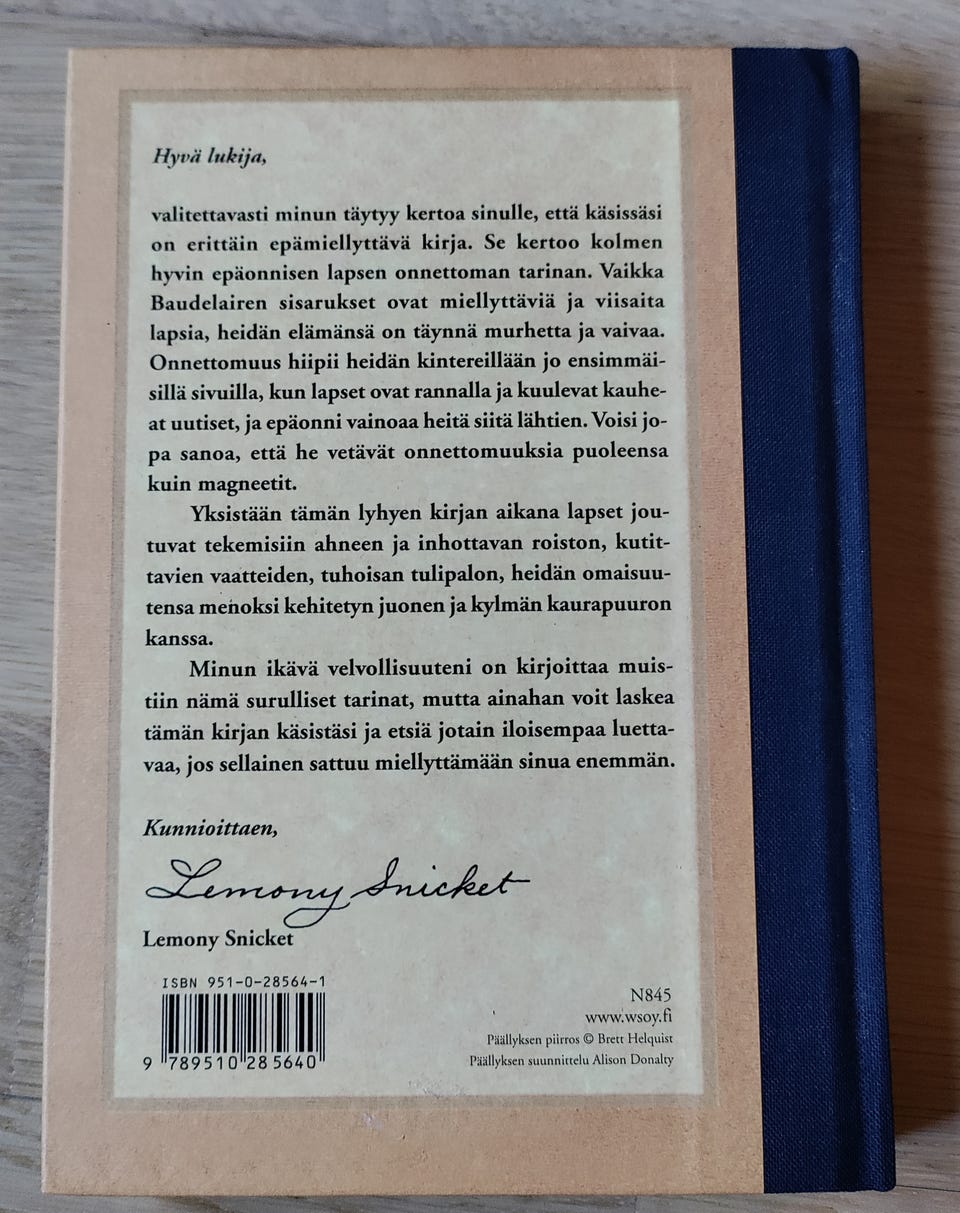 Hyvä lukija,
valitettavasti minun täytyy kertoa sinulle, että käsissäsi
on erittäin epämiellyttävä kirja. Se kertoo kolmen
hyvin epäonnisen lapsen onnettoman tarinan. Vaikka
Baudelairen sisarukset ovat miellyttäviä ja viisaita
lapsia, heidän elämänsä on täynnä murhetta ja vaivaa.
Onnettomuus hiipii heidän kintereillään jo ensimmäi-
sillä sivuilla, kun lapset ovat rannalla ja kuulevat kauhe-
at uutiset, ja epäonni vainoaa heitä siitä lähtien. Voisi jo-
pa sanoa, että he vetävät onnettomuuksia puoleensa
kuin magneetit.
Yksistään tämän lyhyen kirjan aikana lapset jou-
tuvat tekemisiin ahneen ja inhottavan roiston, kutit-
tavien vaatteiden, tuhoisan tulipalon, heidän omaisuu-
tensa menoksi kehitetyn juonen ja kylmän kaurapuuron
kanssa.
Minun ikävä velvollisuuteni on kirjoittaa muis-
tiin nämä surulliset tarinat, mutta ainahan voit laskea
tämän kirjan käsistäsi ja etsiä jotain iloisempaa luetta-
vaa, jos sellainen sattuu miellyttämään sinua enemmän.
Kunnioittaen,
Lemony Snicket
Lemony Snicket
ISBN 951-0-28564-1
9 789510 285640
N845
www.wsoy.fi
Päällyksen piirros © Brett Helquist
Päällyksen suunnittelu Alison Donalty